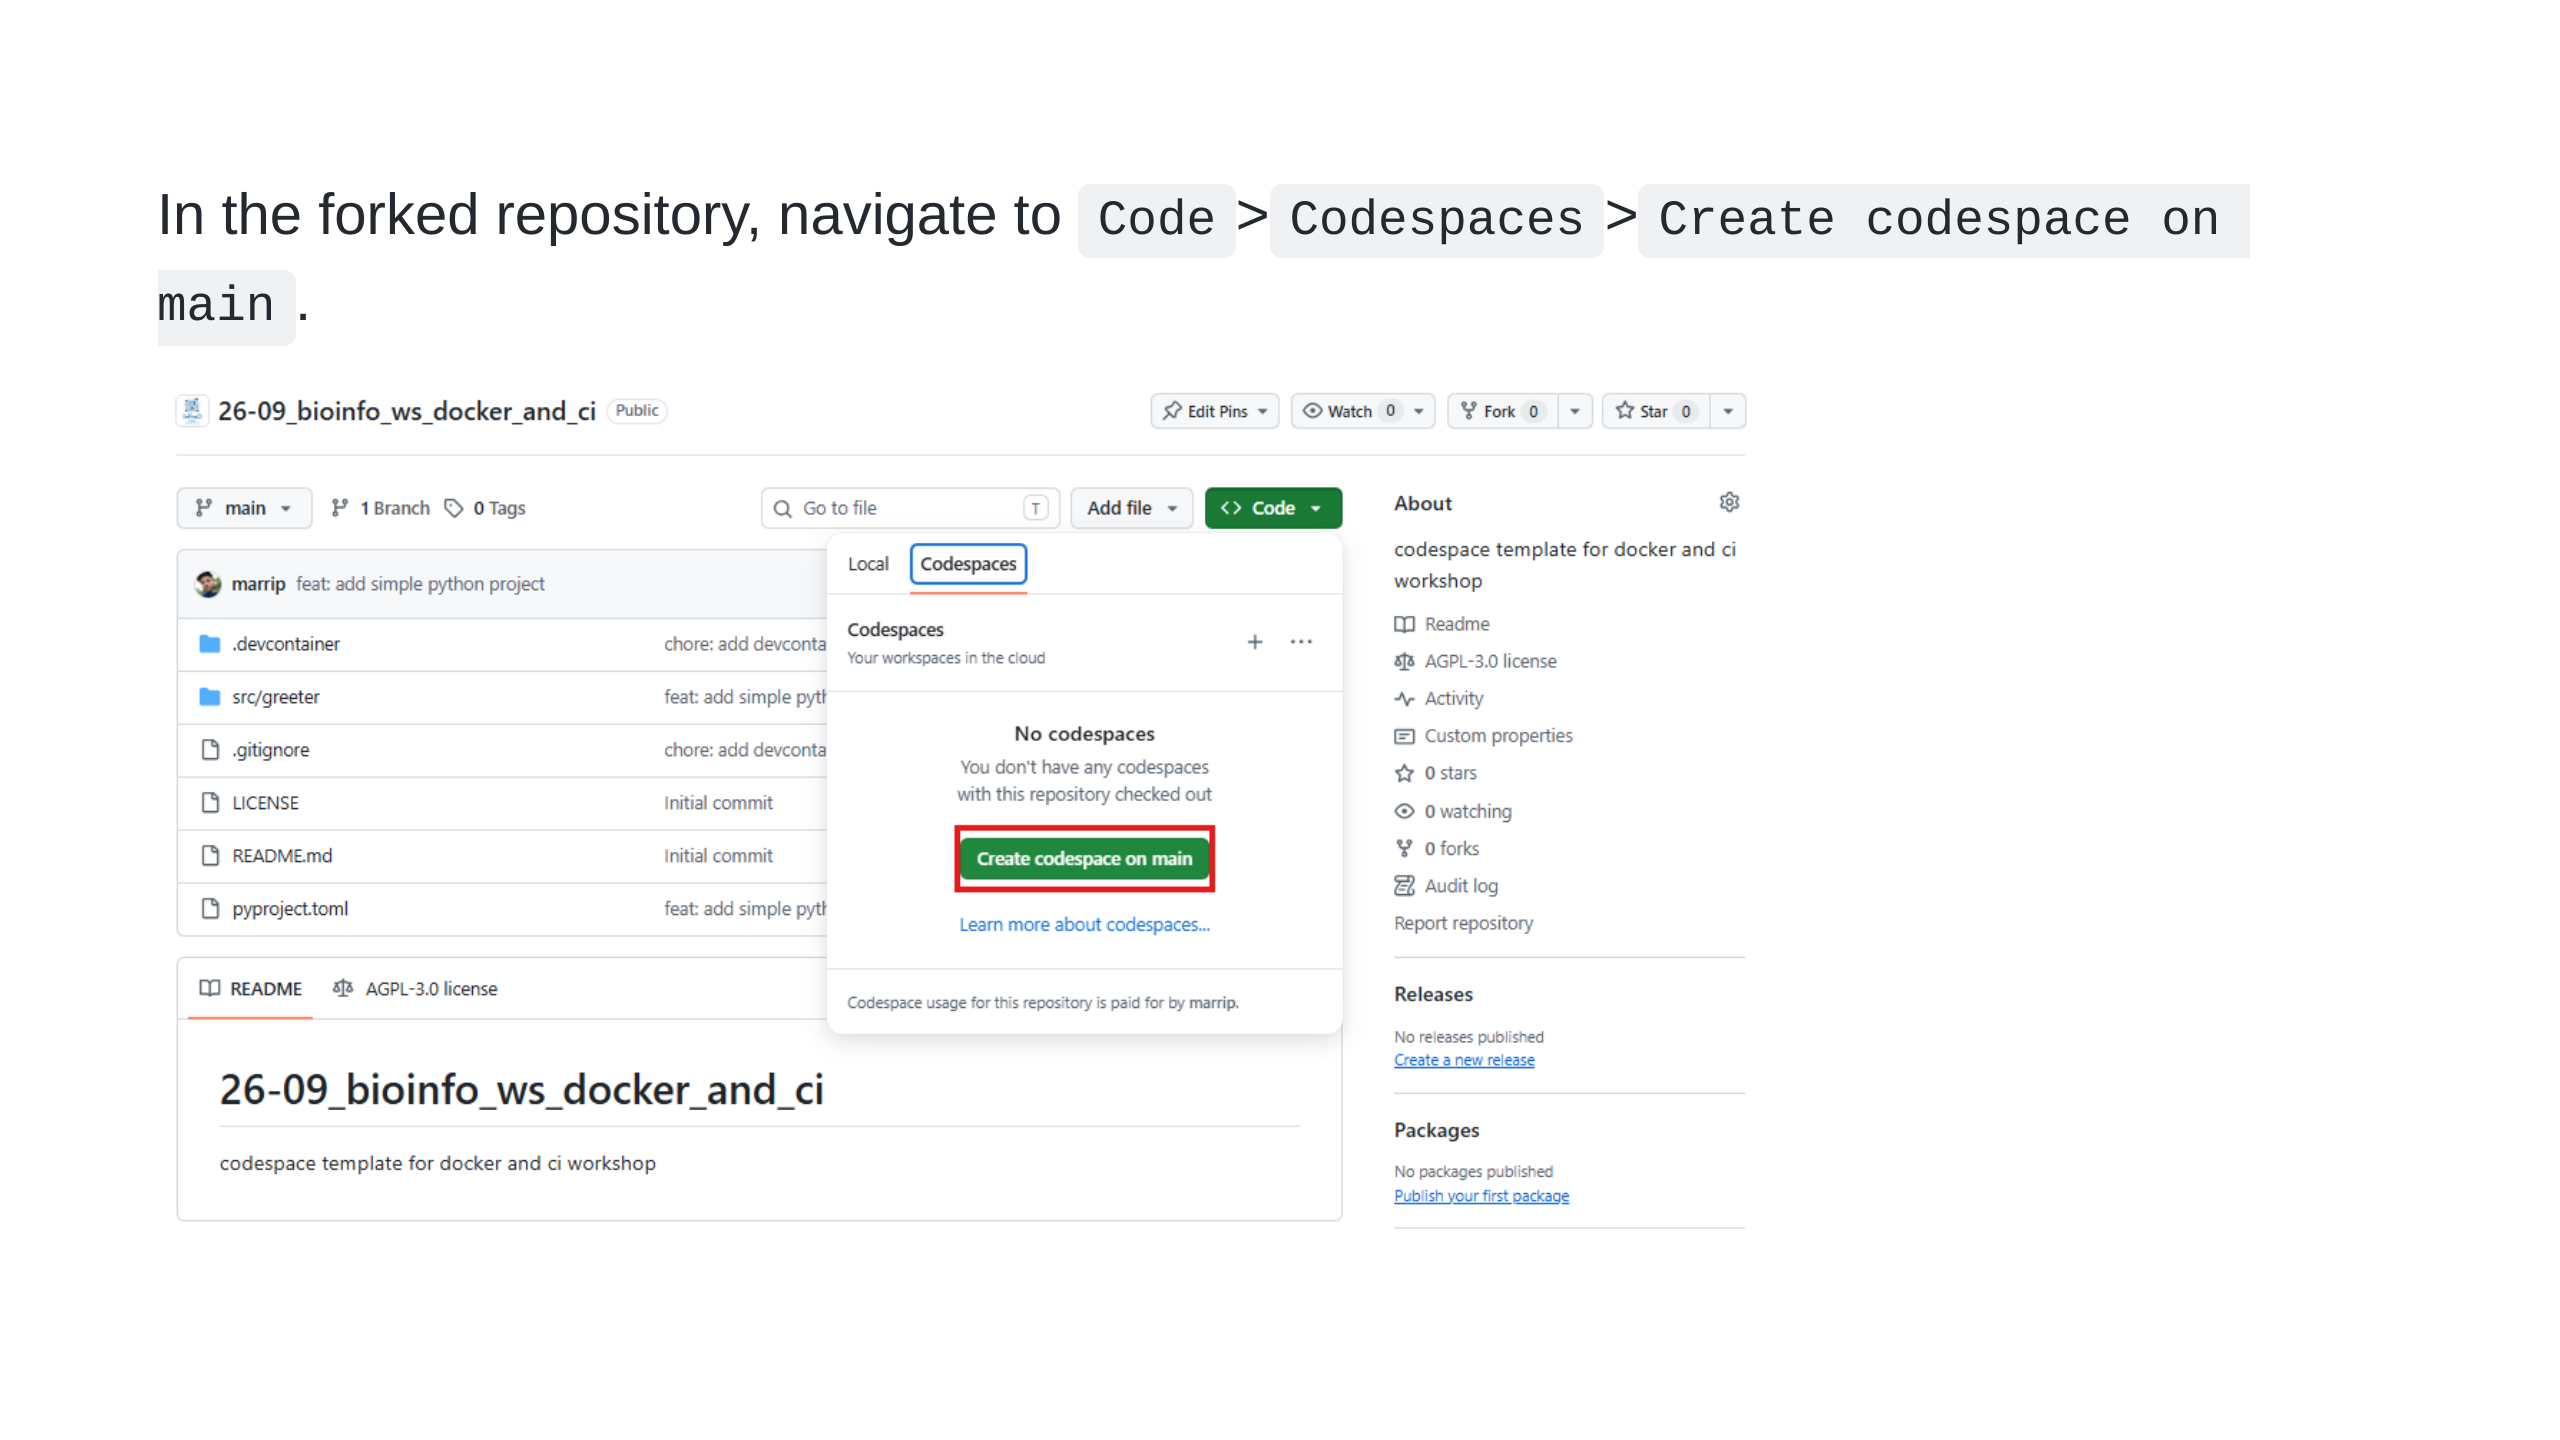 In the forked repository, navigate to Code > Codespaces > Create codespace on
main .
26-09_bioinfo_ws_docker_and_ci Public Edit Pins Watch 0 Fork 0 Star 0
main 1 Branch 0 Tags Go to file T Add file Code About
codespace template for docker and ci
workshop
Local Codespaces
marrip feat: add simple python project
Codespaces
Your workspaces in the cloud
.devcontainer chore: add devconta
src/greeter feat: add simple pyth
.gitignore chore: add devconta
LICENSE Initial commit
README.md Initial commit
pyproject.toml feat: add simple pyth
No codespaces
You don't have any codespaces
with this repository checked out
Create codespace on main
Learn more about codespaces...
Codespace usage for this repository is paid for by marrip.
Readme
AGPL-3.0 license
Activity
Custom properties
0 stars
0 watching
0 forks
Audit log
Report repository
README AGPL-3.0 license
26-09_bioinfo_ws_docker_and_ci
codespace template for docker and ci workshop
Releases
No releases published
Create a new release
Packages
No packages published
Publish your first package